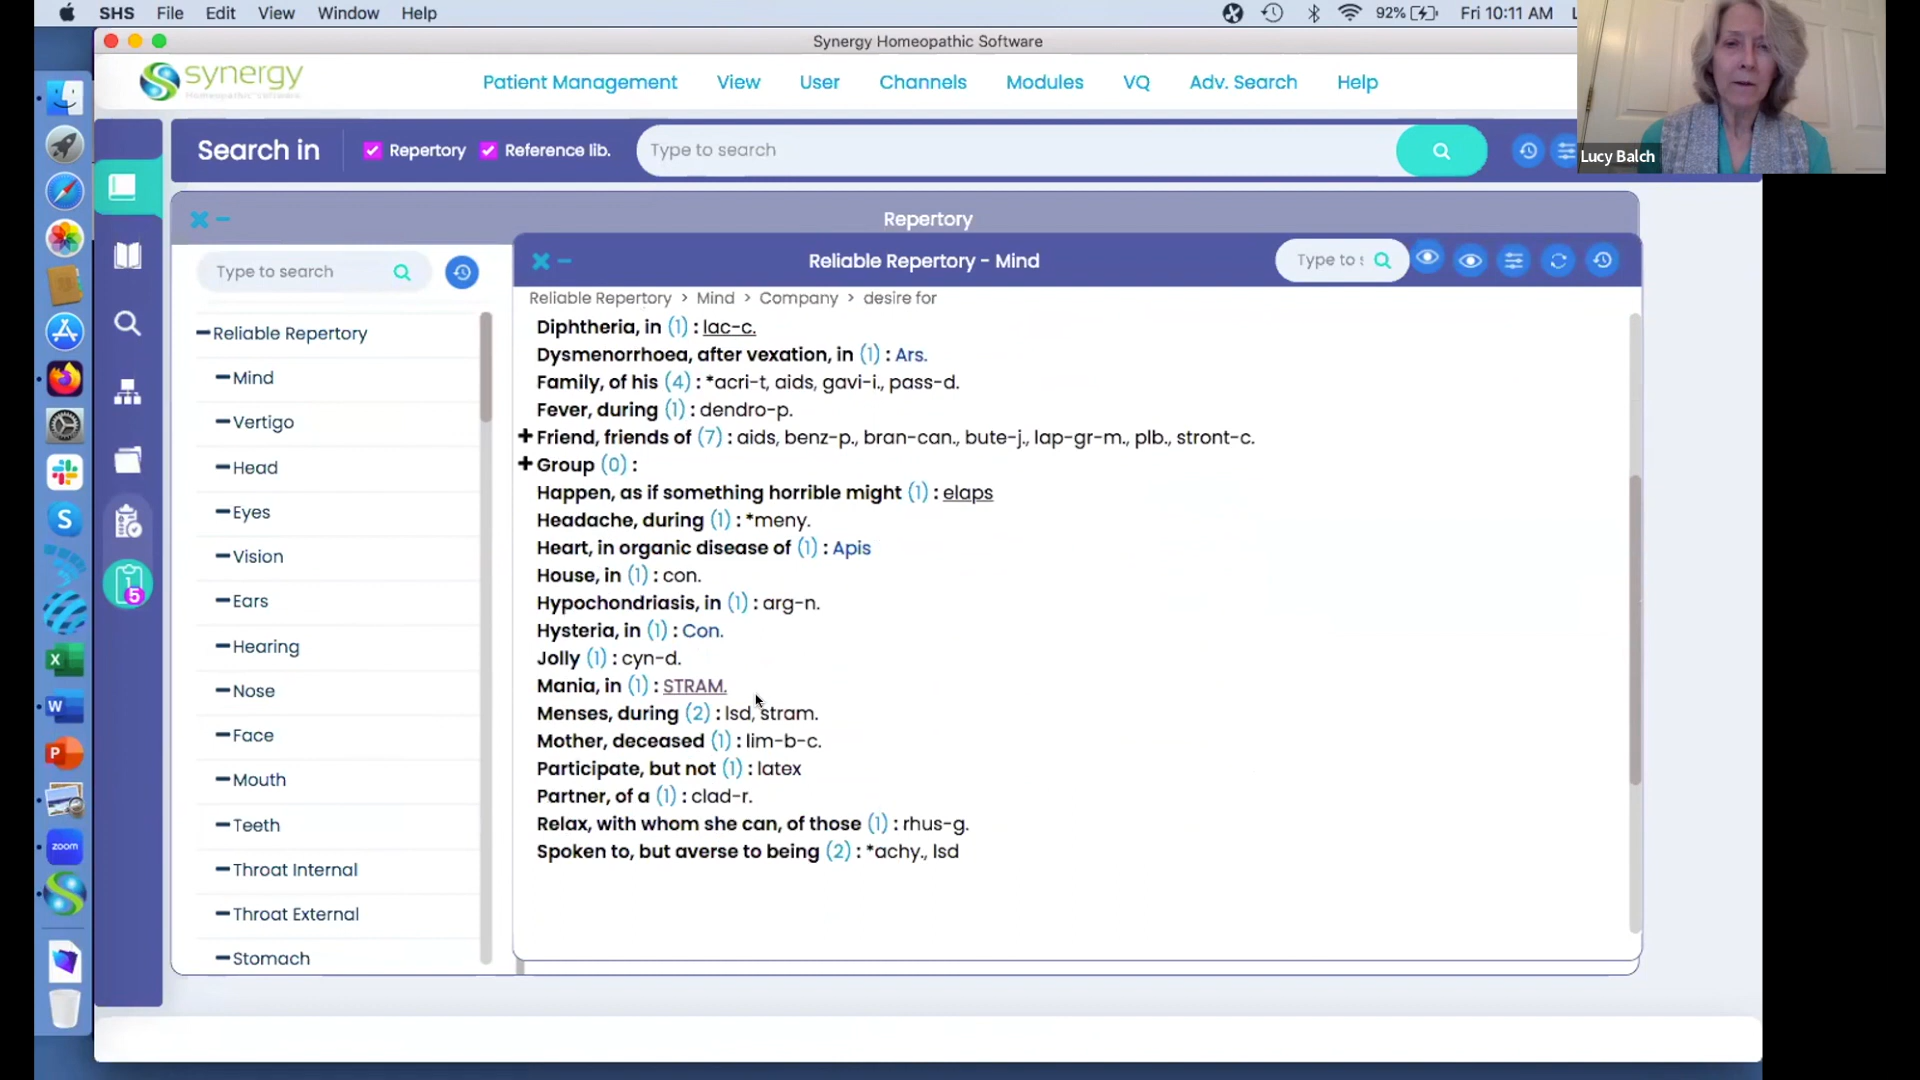 SHS File Edit View Window Help 92% Fri 10:11 AM L
Synergy Homeopathic Software
synergy
Homeopathic Software
Patient Management View User Channels Modules VQ Adv. Search Help
Lucy Balch
Search in Repertory Reference lib. Type to search
Repertory
Type to search
Reliable Repertory - Mind
Type to s
Reliable Repertory > Mind > Company > desire for
Reliable Repertory
Mind
Vertigo
Head
Eyes
Vision
Ears
Hearing
Nose
Face
Mouth
Teeth
Throat Internal
Throat External
Stomach
Diphtheria, in (1) : lac-c.
Dysmenorrhoea, after vexation, in (1) : Ars.
Family, of his (4) : *acri-t, aids, gavi-i., pass-d.
Fever, during (1) : dendro-p.
+ Friend, friends of (7) : aids, benz-p., bran-can., bute-j., lap-gr-m., plb., stront-c.
+ Group (0) :
Happen, as if something horrible might (1) : elaps
Headache, during (1) : *meny.
Heart, in organic disease of (1) : Apis
House, in (1) : con.
Hypochondriasis, in (1) : arg-n.
Hysteria, in (1) : Con.
Jolly (1) : cyn-d.
Mania, in (1) : STRAM.
Menses, during (2) : lsd, stram.
Mother, deceased (1) : lim-b-c.
Participate, but not (1) : latex
Partner, of a (1) : clad-r.
Relax, with whom she can, of those (1) : rhus-g.
Spoken to, but averse to being (2) : *achy., lsd
S
X
W
P
zoom
1
5